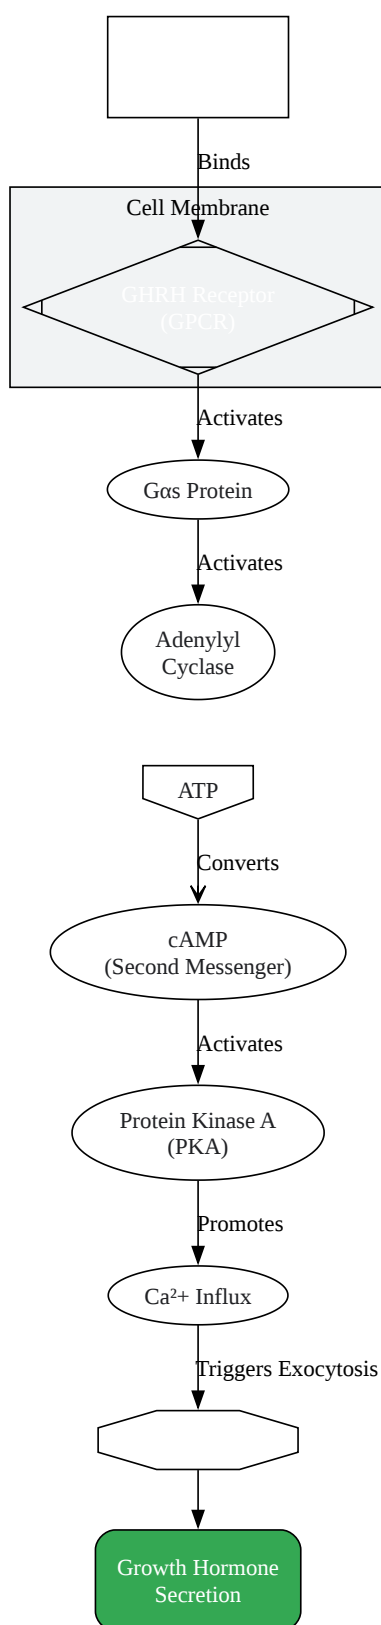 Binds
Cell Membrane
GHRH Receptor
(GPCR)
Activates
Gαs Protein
Activates
Adenylyl
Cyclase
ATP
Converts
cAMP
(Second Messenger)
Activates
Protein Kinase A
(PKA)
Promotes
Ca²+ Influx
Triggers Exocytosis
Growth Hormone
Secretion